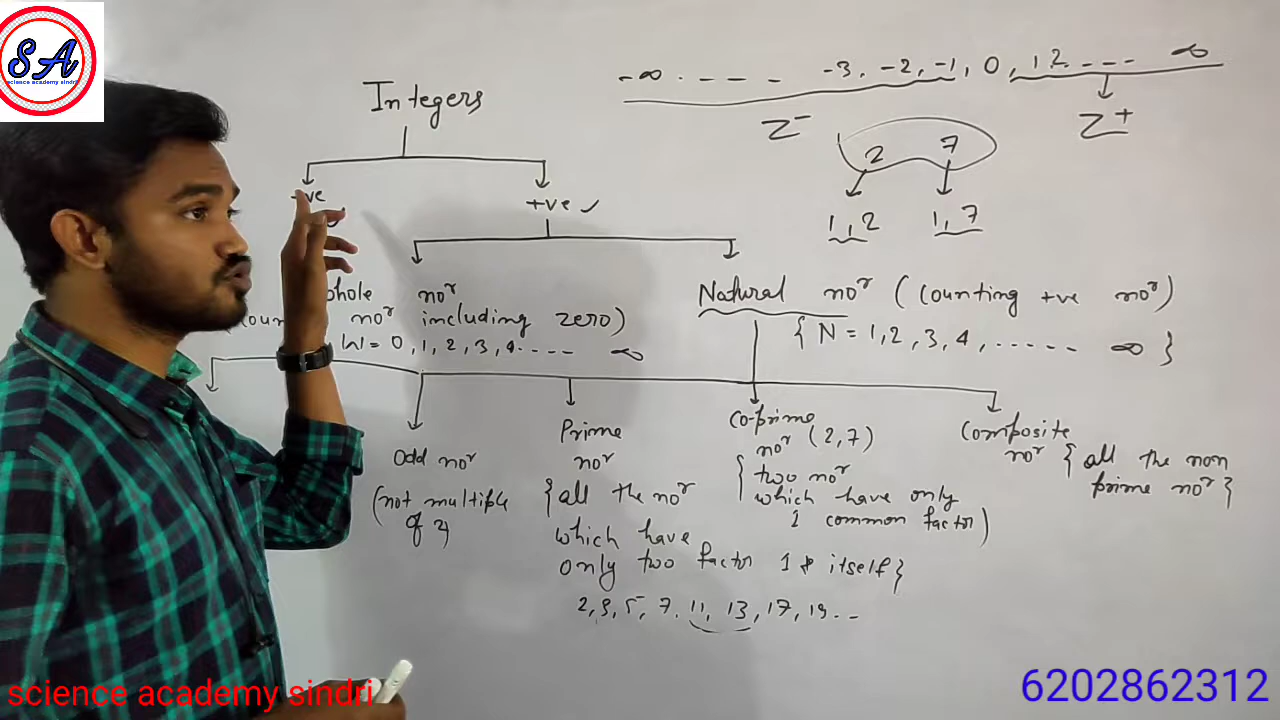 SA
science academy sindri
-∞ . - - - - -3, -2, -1, 0, 1 2. - - - ∞
Z⁻ Z⁺
Integers
-ve +ve ✓
2 7
1, 2 1, 7
whole noʳ
noʳ including zero)
W = 0, 1, 2, 3, 4 . . - - - ∞
Natural noʳ (counting +ve noʳ)
{ N = 1, 2, 3, 4, . . . . . - - ∞ }
Odd noʳ
(not multiple
of 2)
Prime
noʳ
{all the noʳ
which have
only two factor 1 & itself}
2, 3, 5, 7. 11, 13, 17, 19. - -
Co-prime
noʳ (2, 7)
{two noʳ
which have only
1 common factor)
Composite
noʳ {all the non
prime noʳ}
science academy sindri
6202862312